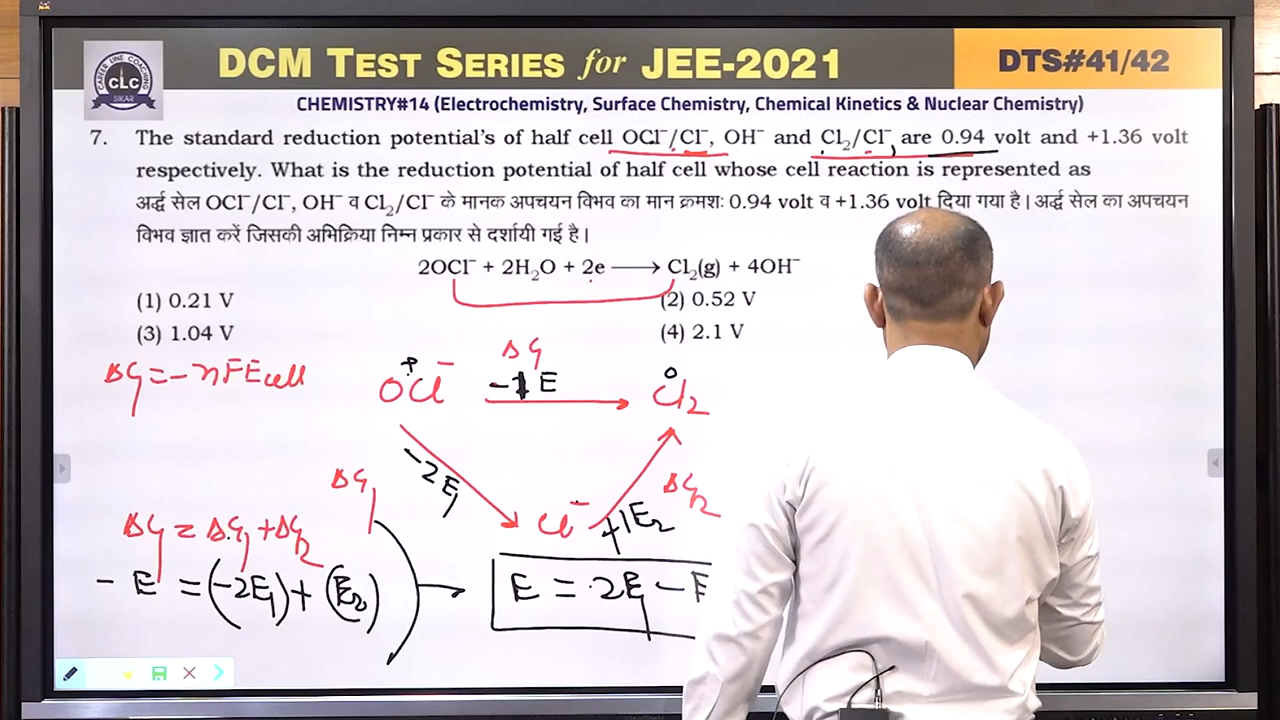 DCM TEST SERIES for JEE-2021
DTS#41/42
CAREER LINE COACHING
CLC
SIKAR
CHEMISTRY#14 (Electrochemistry, Surface Chemistry, Chemical Kinetics & Nuclear Chemistry)
7. The standard reduction potential's of half cell OCl⁻/Cl⁻, OH⁻ and Cl₂/Cl⁻, are 0.94 volt and +1.36 volt
respectively. What is the reduction potential of half cell whose cell reaction is represented as
अर्द्ध सेल OCl⁻/Cl⁻, OH⁻ व Cl₂/Cl⁻ के मानक अपचयन विभव का मान क्रमशः 0.94 volt व +1.36 volt दिया गया है। अर्द्ध सेल का अपचयन
विभव ज्ञात करें जिसकी अभिक्रिया निम्न प्रकार से दर्शायी गई है।
2OCl⁻ + 2H₂O + 2e ⟶ Cl₂(g) + 4OH⁻
(1) 0.21 V (2) 0.52 V
(3) 1.04 V (4) 2.1 V
ΔG = -nFEcell
ΔG
+ 0
OCl⁻ -1E Cl₂
-2E₁
ΔG₁ ΔG₂
Cl⁻ +1E₂
ΔG = ΔG₁ + ΔG₂
- E = (-2E₁) + (E₂)
E = 2E₁ -